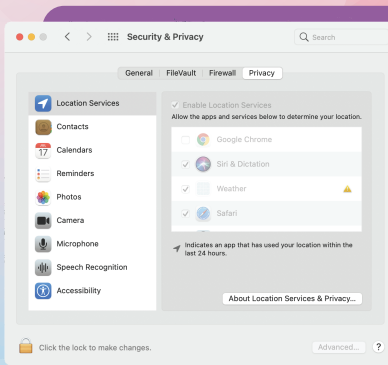 Security & Privacy
Search
General
FileVault
Firewall
Privacy
Location Services
Contacts
17
Calendars
Reminders
Photos
Camera
Microphone
Speech Recognition
Accessibility
Enable Location Services
Allow the apps and services below to determine your location.
Google Chrome
Siri & Dictation
Weather
Safari
Indicates an app that has used your location within the
last 24 hours.
About Location Services & Privacy...
Click the lock to make changes.
Advanced...
?